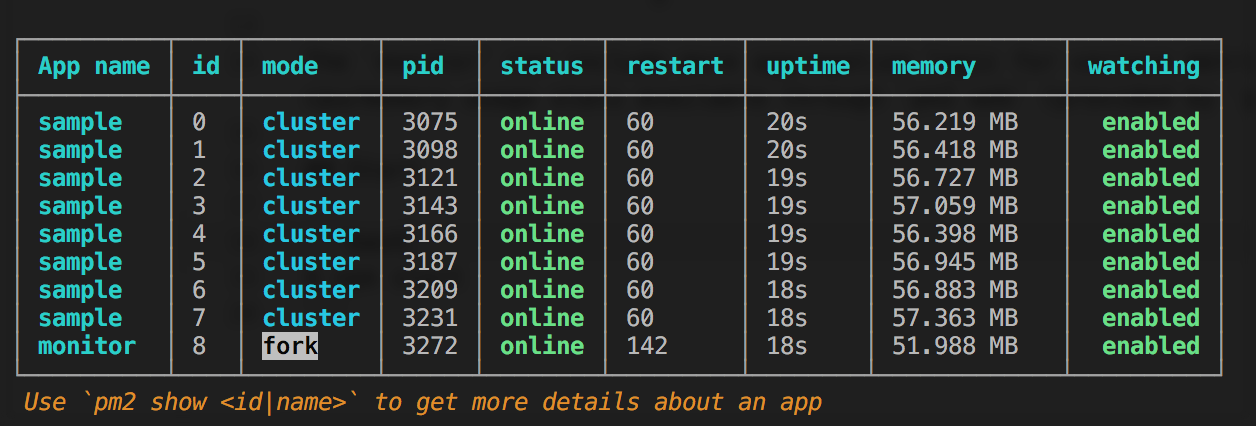 App name id mode pid status restart uptime memory watching
sample 0 cluster 3075 online 60 20s 56.219 MB enabled
sample 1 cluster 3098 online 60 20s 56.418 MB enabled
sample 2 cluster 3121 online 60 19s 56.727 MB enabled
sample 3 cluster 3143 online 60 19s 57.059 MB enabled
sample 4 cluster 3166 online 60 19s 56.398 MB enabled
sample 5 cluster 3187 online 60 19s 56.945 MB enabled
sample 6 cluster 3209 online 60 18s 56.883 MB enabled
sample 7 cluster 3231 online 60 18s 57.363 MB enabled
monitor 8 fork 3272 online 142 18s 51.988 MB enabled
Use `pm2 show <id|name>` to get more details about an app